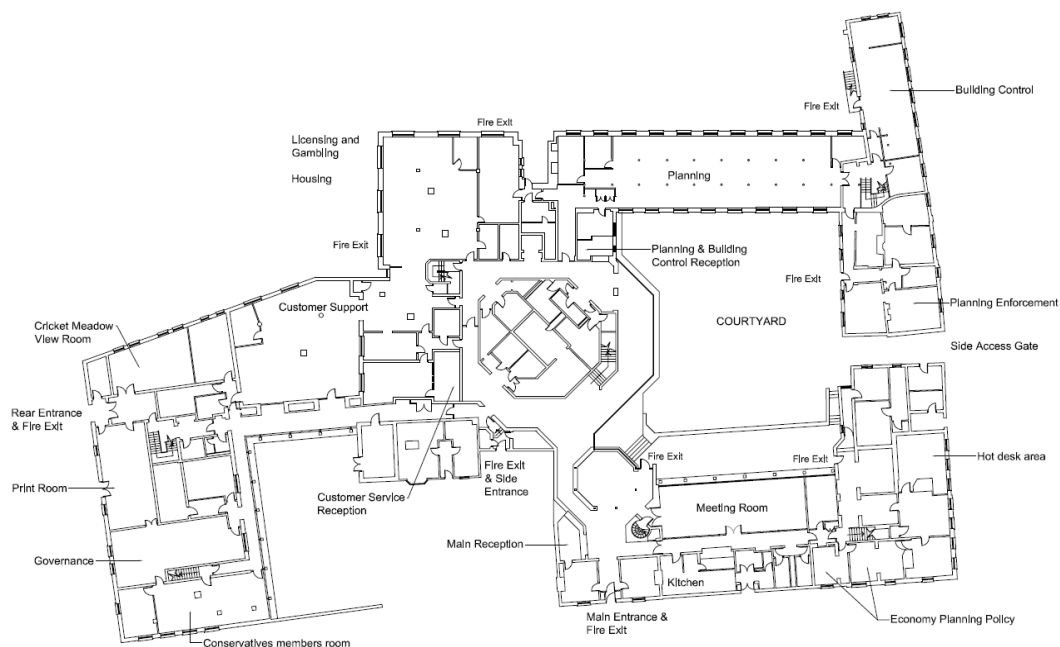 Building Control
Fire Exit
Fire Exit
Licensing and
Gambling
Housing
Planning
Fire Exit
Planning & Building
Control Reception
Fire Exit
Planning Enforcement
Customer Support
COURTYARD
Cricket Meadow
View Room
Side Access Gate
Rear Entrance
& Fire Exit
Fire Exit
Fire Exit
Hot desk area
Fire Exit
& Side
Entrance
Print Room
Customer Service
Reception
Meeting Room
Main Reception
Governance
Kitchen
Main Entrance &
Fire Exit
Economy Planning Policy
Conservatives members room